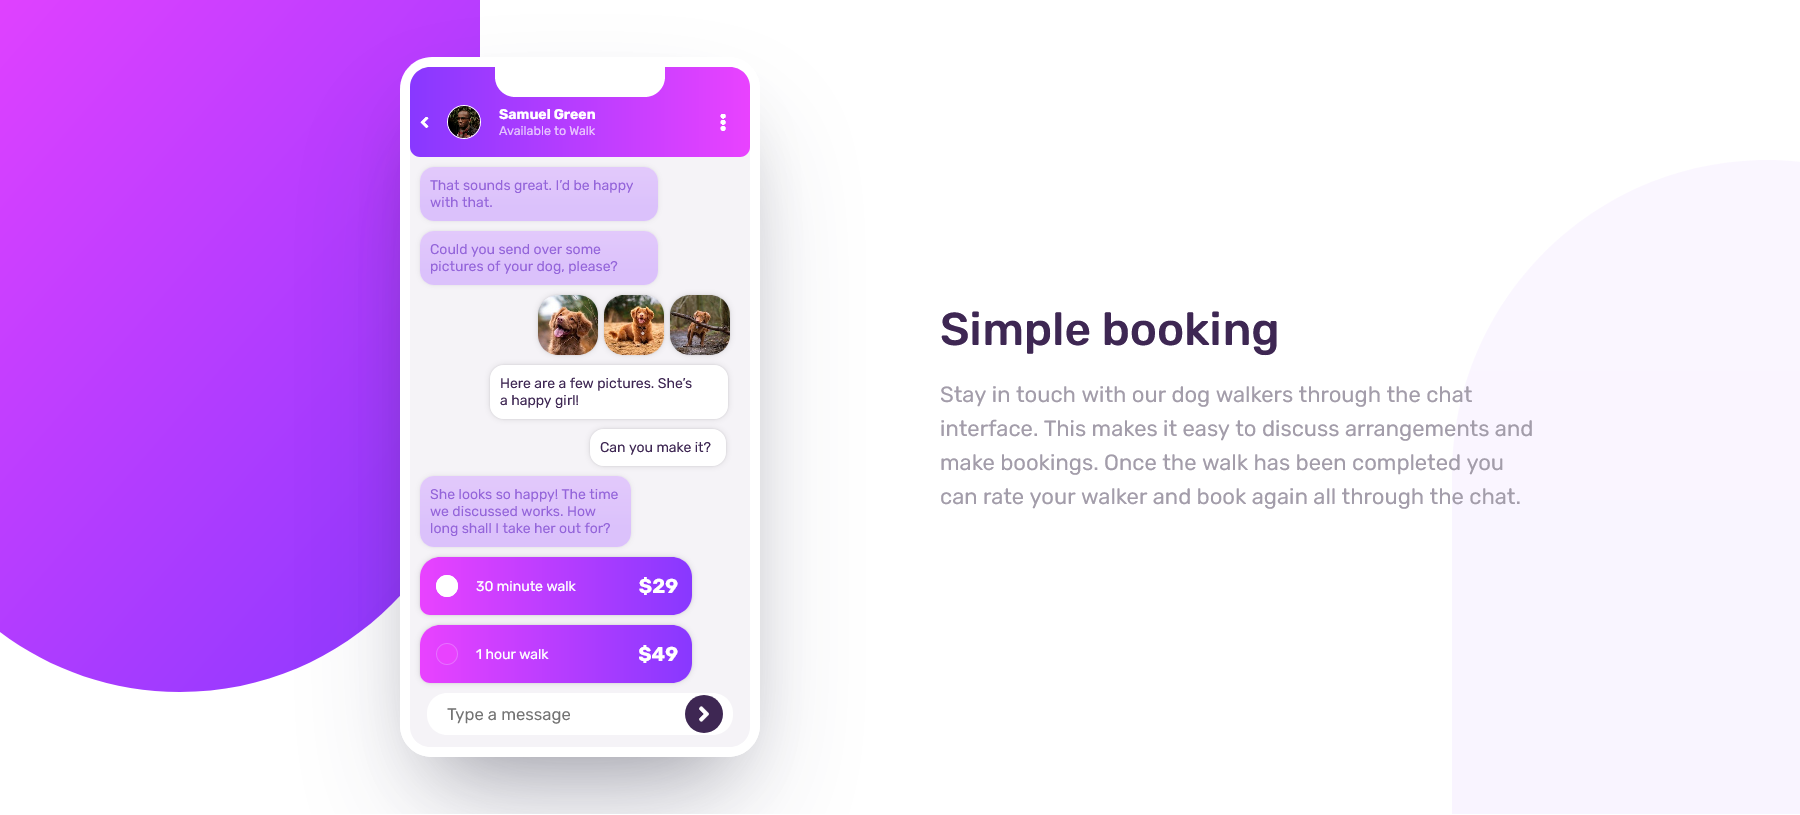 Samuel Green
Available to Walk
That sounds great. I'd be happy
with that.
Could you send over some
pictures of your dog, please?
Here are a few pictures. She's
a happy girl!
Can you make it?
She looks so happy! The time
we discussed works. How
long shall I take her out for?
30 minute walk $29
1 hour walk $49
Type a message
Simple booking
Stay in touch with our dog walkers through the chat
interface. This makes it easy to discuss arrangements and
make bookings. Once the walk has been completed you
can rate your walker and book again all through the chat.